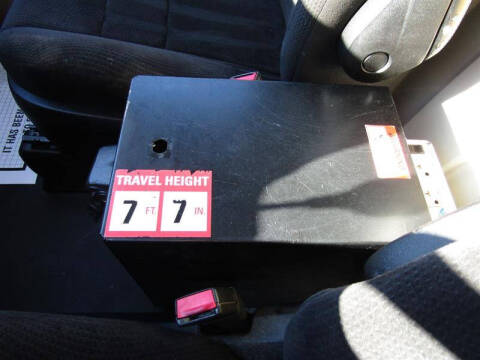 IT HAS BEEN
TRAVEL HEIGHT
7 FT. 7 IN.